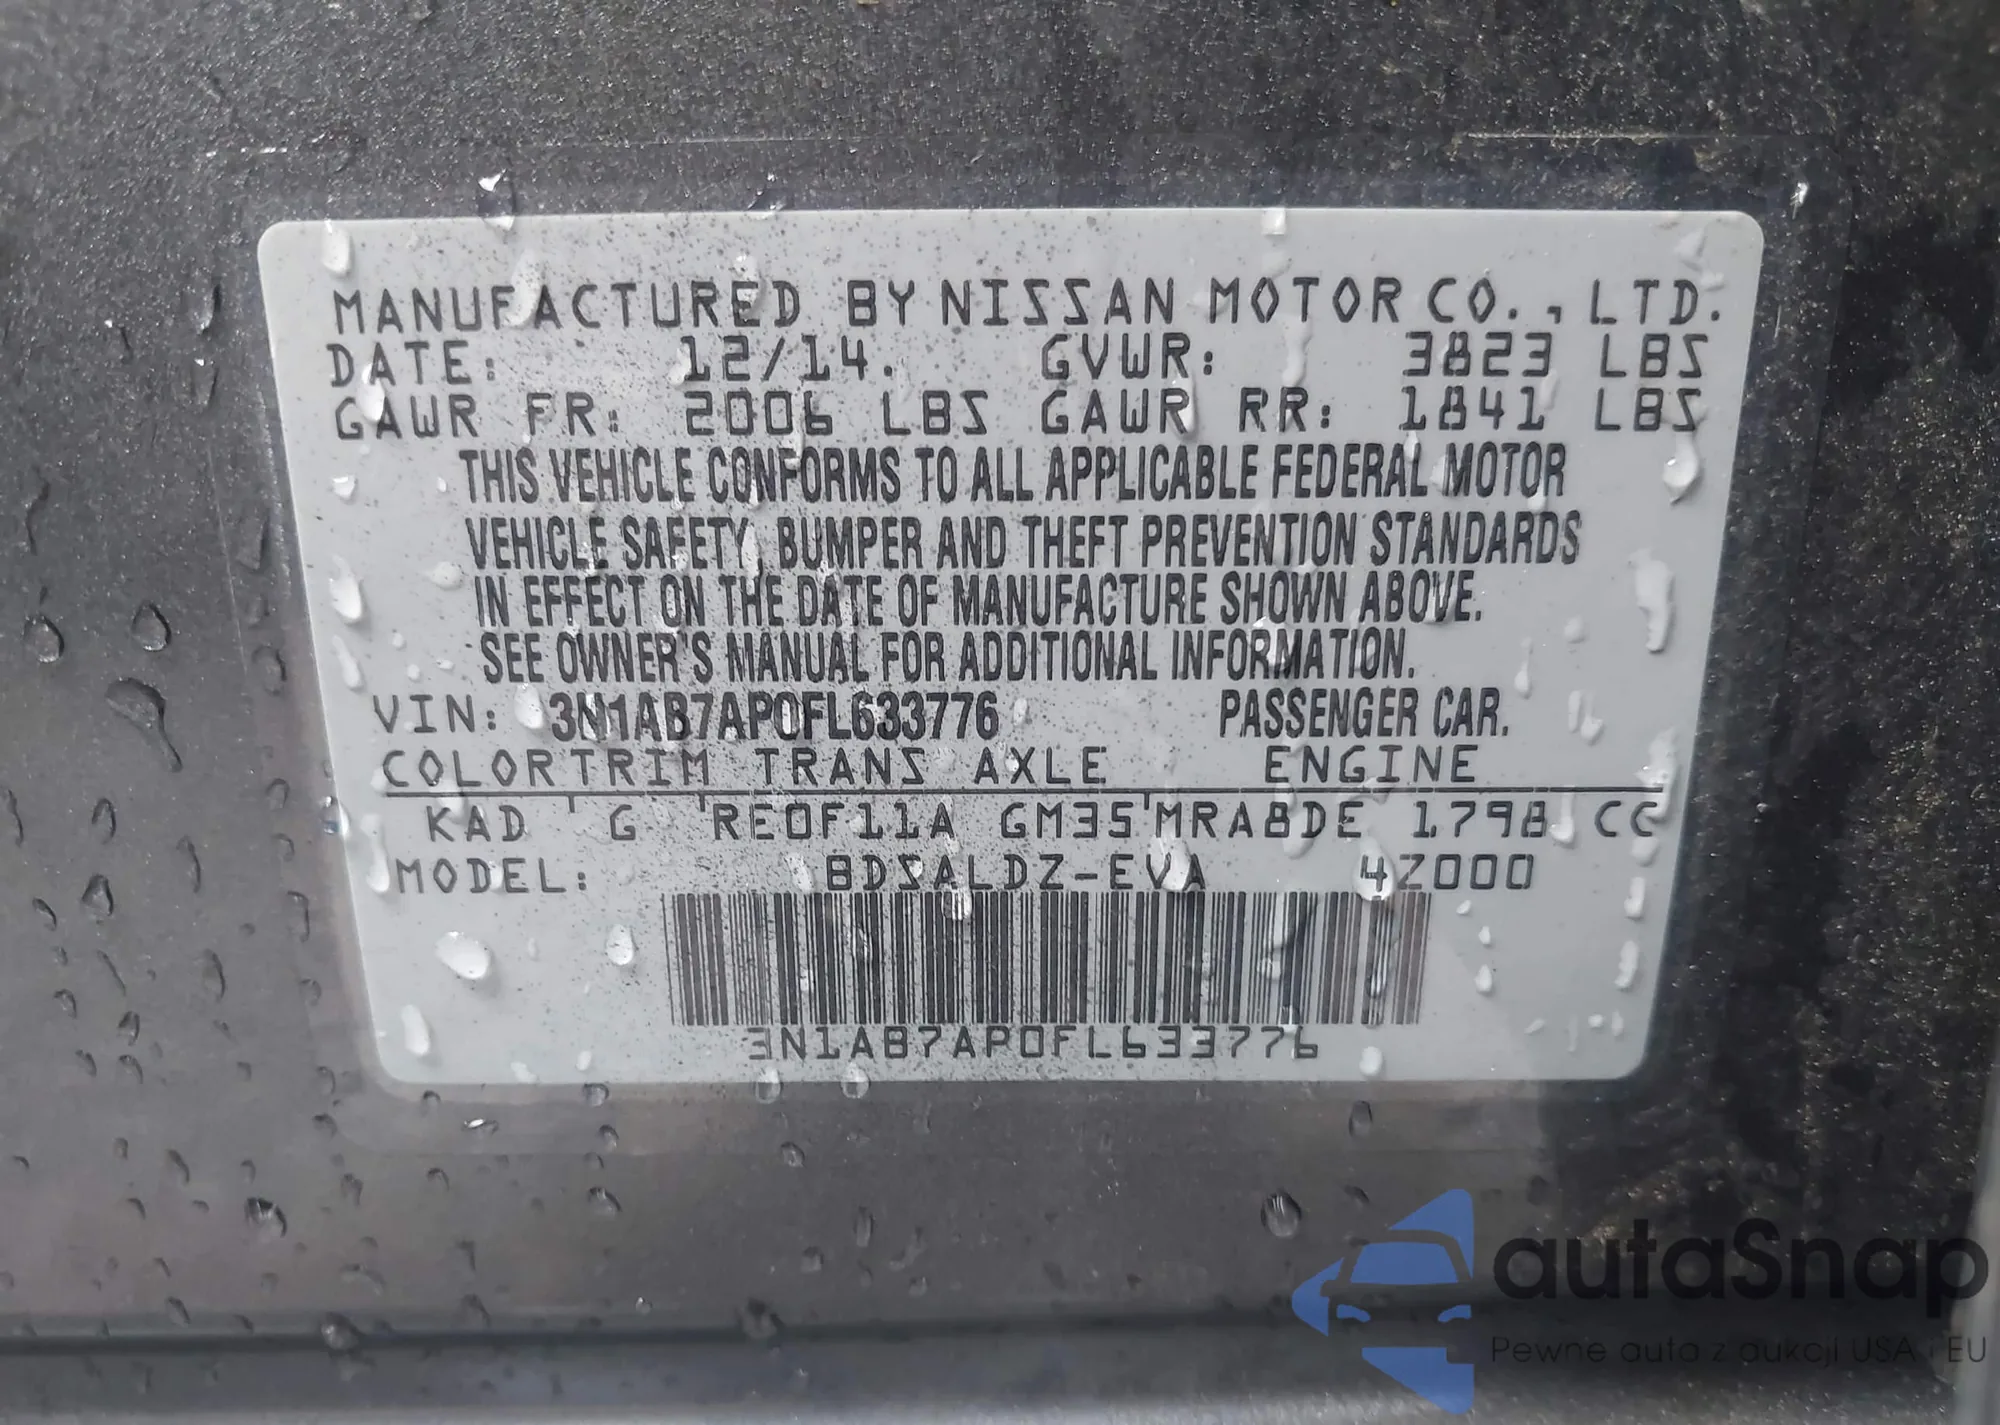 MANUFACTURED BY NISSAN MOTOR CO., LTD.
DATE: 12/14. GVWR: 3823 LBS
GAWR FR: 2006 LBS GAWR RR: 1841 LBS
THIS VEHICLE CONFORMS TO ALL APPLICABLE FEDERAL MOTOR
VEHICLE SAFETY, BUMPER AND THEFT PREVENTION STANDARDS
IN EFFECT ON THE DATE OF MANUFACTURE SHOWN ABOVE.
SEE OWNER'S MANUAL FOR ADDITIONAL INFORMATION.
VIN: 3N1AB7AP0FL633776 PASSENGER CAR.
COLOR TRIM TRANS AXLE ENGINE
KAD G RE0F11A GM35 MRA8DE 1798 CC
MODEL: BDSALDZ-EVA 4Z000
3N1AB7AP0FL633776
autaSnap
Pewne auta z aukcji USA i EU